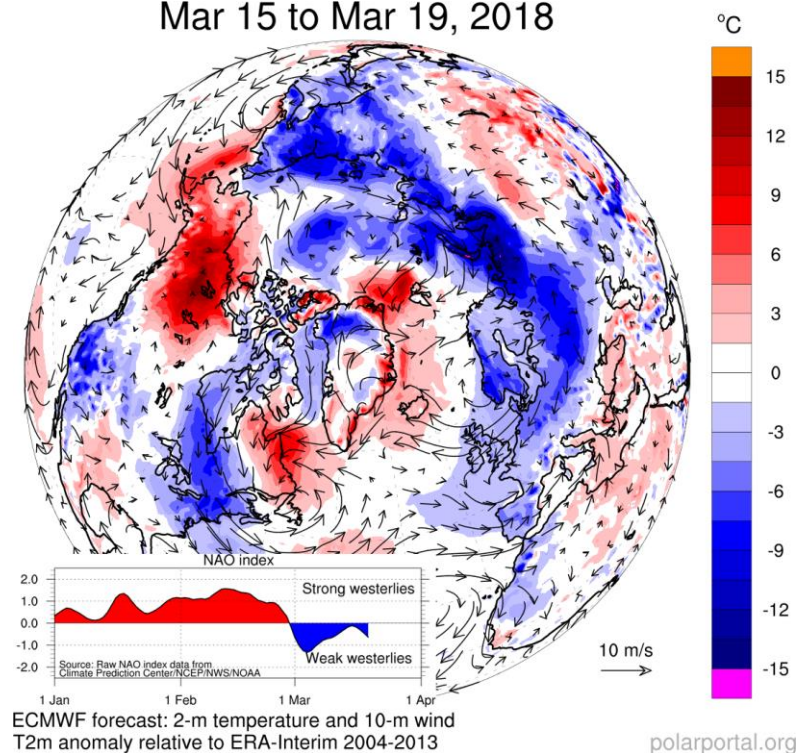 Mar 15 to Mar 19, 2018
°C
15
12
9
6
3
0
-3
-6
-9
-12
-15
10 m/s
NAO index
2.0
1.0
0.0
-1.0
-2.0
Strong westerlies
Weak westerlies
Source: Raw NAO index data from
Climate Prediction Center/NCEP/NWS/NOAA
1 Jan
1 Feb
1 Mar
1 Apr
ECMWF forecast: 2-m temperature and 10-m wind
T2m anomaly relative to ERA-Interim 2004-2013
polarportal.org